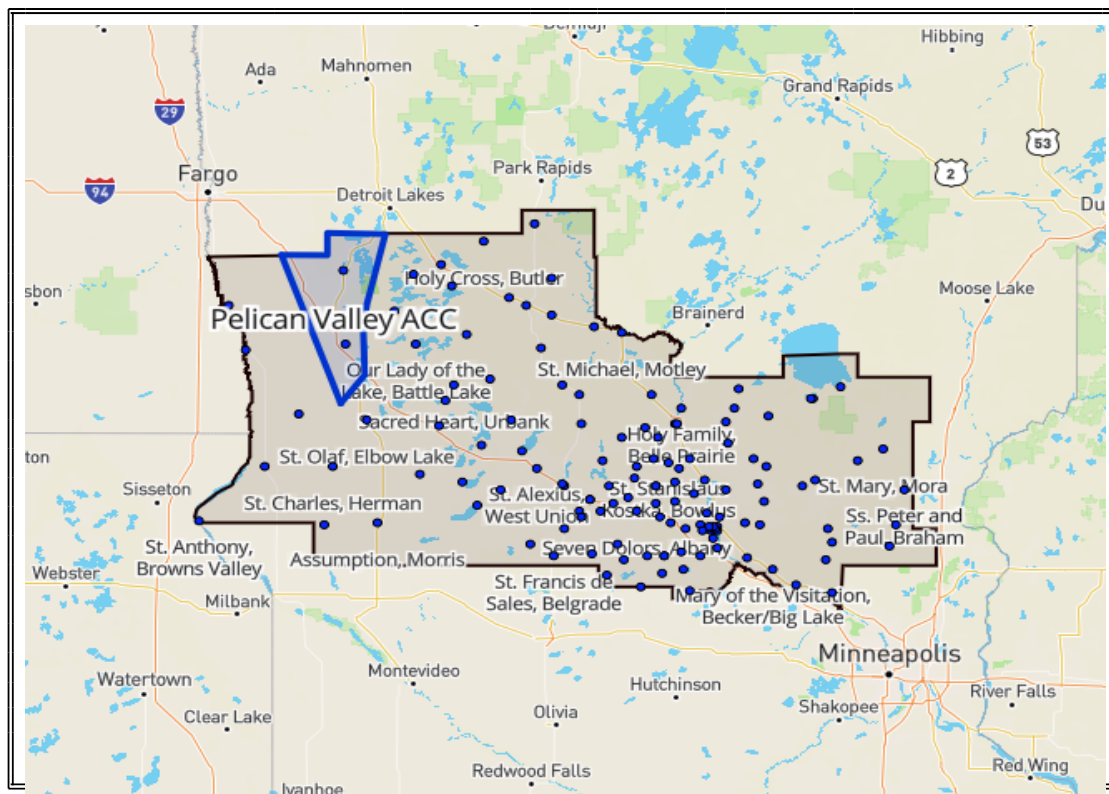 Bemidji
Hibbing
Ada
Mahnomen
Grand Rapids
29
53
Park Rapids
2
Fargo
94
Detroit Lakes
Du
Holy Cross, Butler
sbon
Moose Lake
Pelican Valley ACC
Brainerd
Our Lady of the
Lake, Battle Lake
St. Michael, Motley
Sacred Heart, Urbank
Holy Family,
Belle Prairie
ton
St. Olaf, Elbow Lake
Sisseton
St. Charles, Herman
St. Alexius,
West Union
St. Stanislaus
Kostka, Bowlus
St. Mary, Mora
Ss. Peter and
Paul, Braham
St. Anthony,
Browns Valley
Assumption, Morris
Seven Dolors, Albany
Webster
Milbank
St. Francis de
Sales, Belgrade
Mary of the Visitation,
Becker/Big Lake
Minneapolis
Montevideo
Watertown
Hutchinson
River Falls
Clear Lake
Olivia
Shakopee
Redwood Falls
Red Wing
Ivanhoe